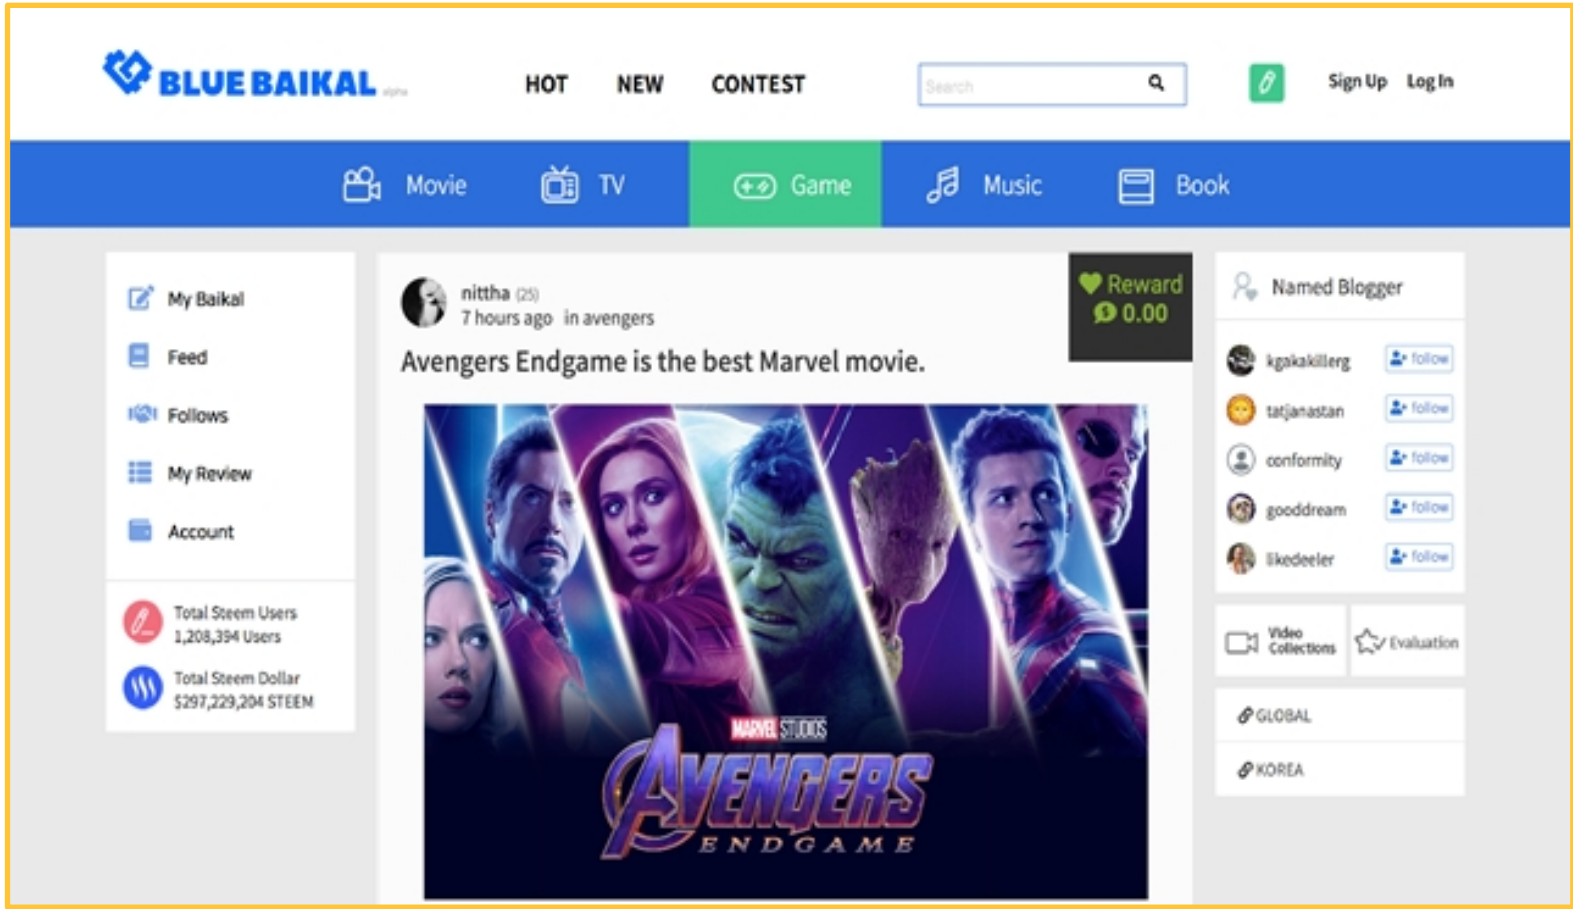 BLUE BAIKAL alpha
HOT NEW CONTEST
Search
Sign Up Log In
Movie TV Game Music Book
My Baikal
Feed
Follows
My Review
Account
Total Steem Users
1,208,394 Users
Total Steem Dollar
$297,229,204 STEEM
nittha (25)
7 hours ago in avengers
Reward
0.00
Avengers Endgame is the best Marvel movie.
MARVEL STUDIOS
AVENGERS
ENDGAME
Named Blogger
kgakakillerg follow
tatjanastan follow
conformity follow
gooddream follow
likedeeler follow
Video
Collections
Evaluation
GLOBAL
KOREA